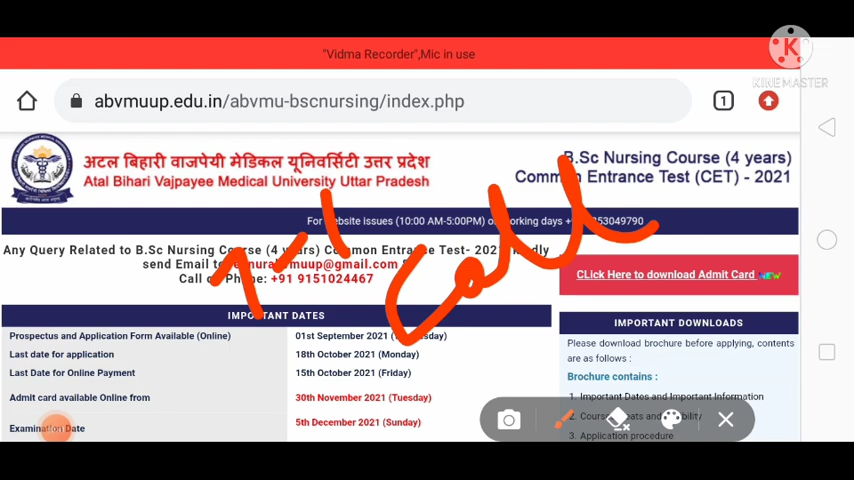 "Vidma Recorder",Mic in use
K
KINEMASTER
abvmuup.edu.in/abvmu-bscnursing/index.php
1
अटल बिहारी वाजपेयी मेडिकल यूनिवर्सिटी उत्तर प्रदेश
Atal Bihari Vajpayee Medical University Uttar Pradesh
B.Sc Nursing Course (4 years)
Common Entrance Test (CET) - 2021
For website issues (10:00 AM-5:00PM) working days
Any Query Related to B.Sc Nursing Course (4 years) Common Entrance Test- 202
send Email to
Call
+91 9151024467
call
CLick Here to download Admit Card NEW
IMPORTANT DATES
Prospectus and Application Form Available (Online) 01st September 2021
Last date for application 18th October 2021 (Monday)
Last Date for Online Payment 15th October 2021 (Friday)
Admit card available Online from 30th November 2021 (Tuesday)
Examination Date 5th December 2021 (Sunday)
IMPORTANT DOWNLOADS
Please download brochure before applying, contents
are as follows :
Brochure contains :
1. Important Dates and Important Information
2. Cours
3. Application procedure